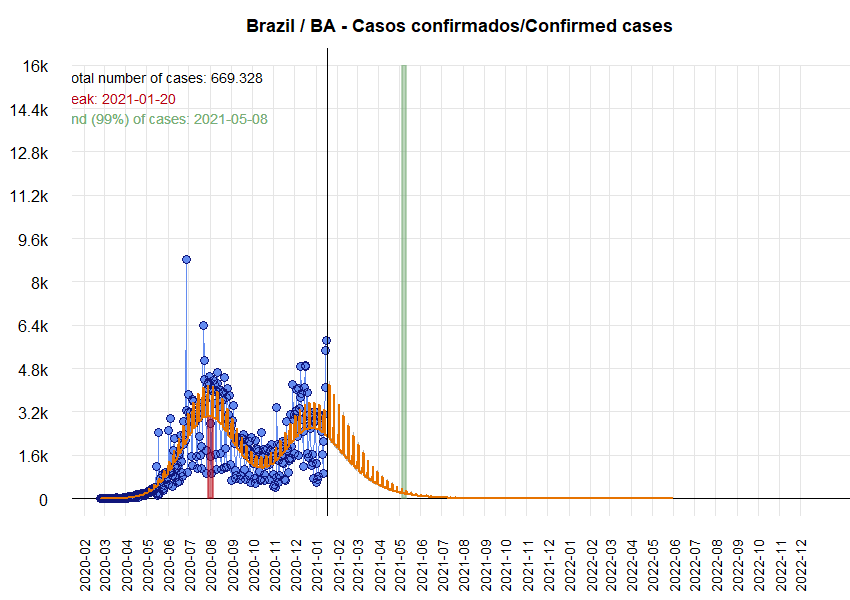 Brazil / BA - Casos confirmados/Confirmed cases
16k
otal number of cases: 669.328
eak: 2021-01-20
14.4k
nd (99%) of cases: 2021-05-08
12.8k
11.2k
9.6k
8k
6.4k
4.8k
3.2k
1.6k
0
2020-02
2020-03
2020-04
2020-05
2020-06
2020-07
2020-08
2020-09
2020-10
2020-11
2020-12
2021-01
2021-02
2021-03
2021-04
2021-05
2021-06
2021-07
2021-08
2021-09
2021-10
2021-11
2021-12
2022-01
2022-02
2022-03
2022-04
2022-05
2022-06
2022-07
2022-08
2022-09
2022-10
2022-11
2022-12